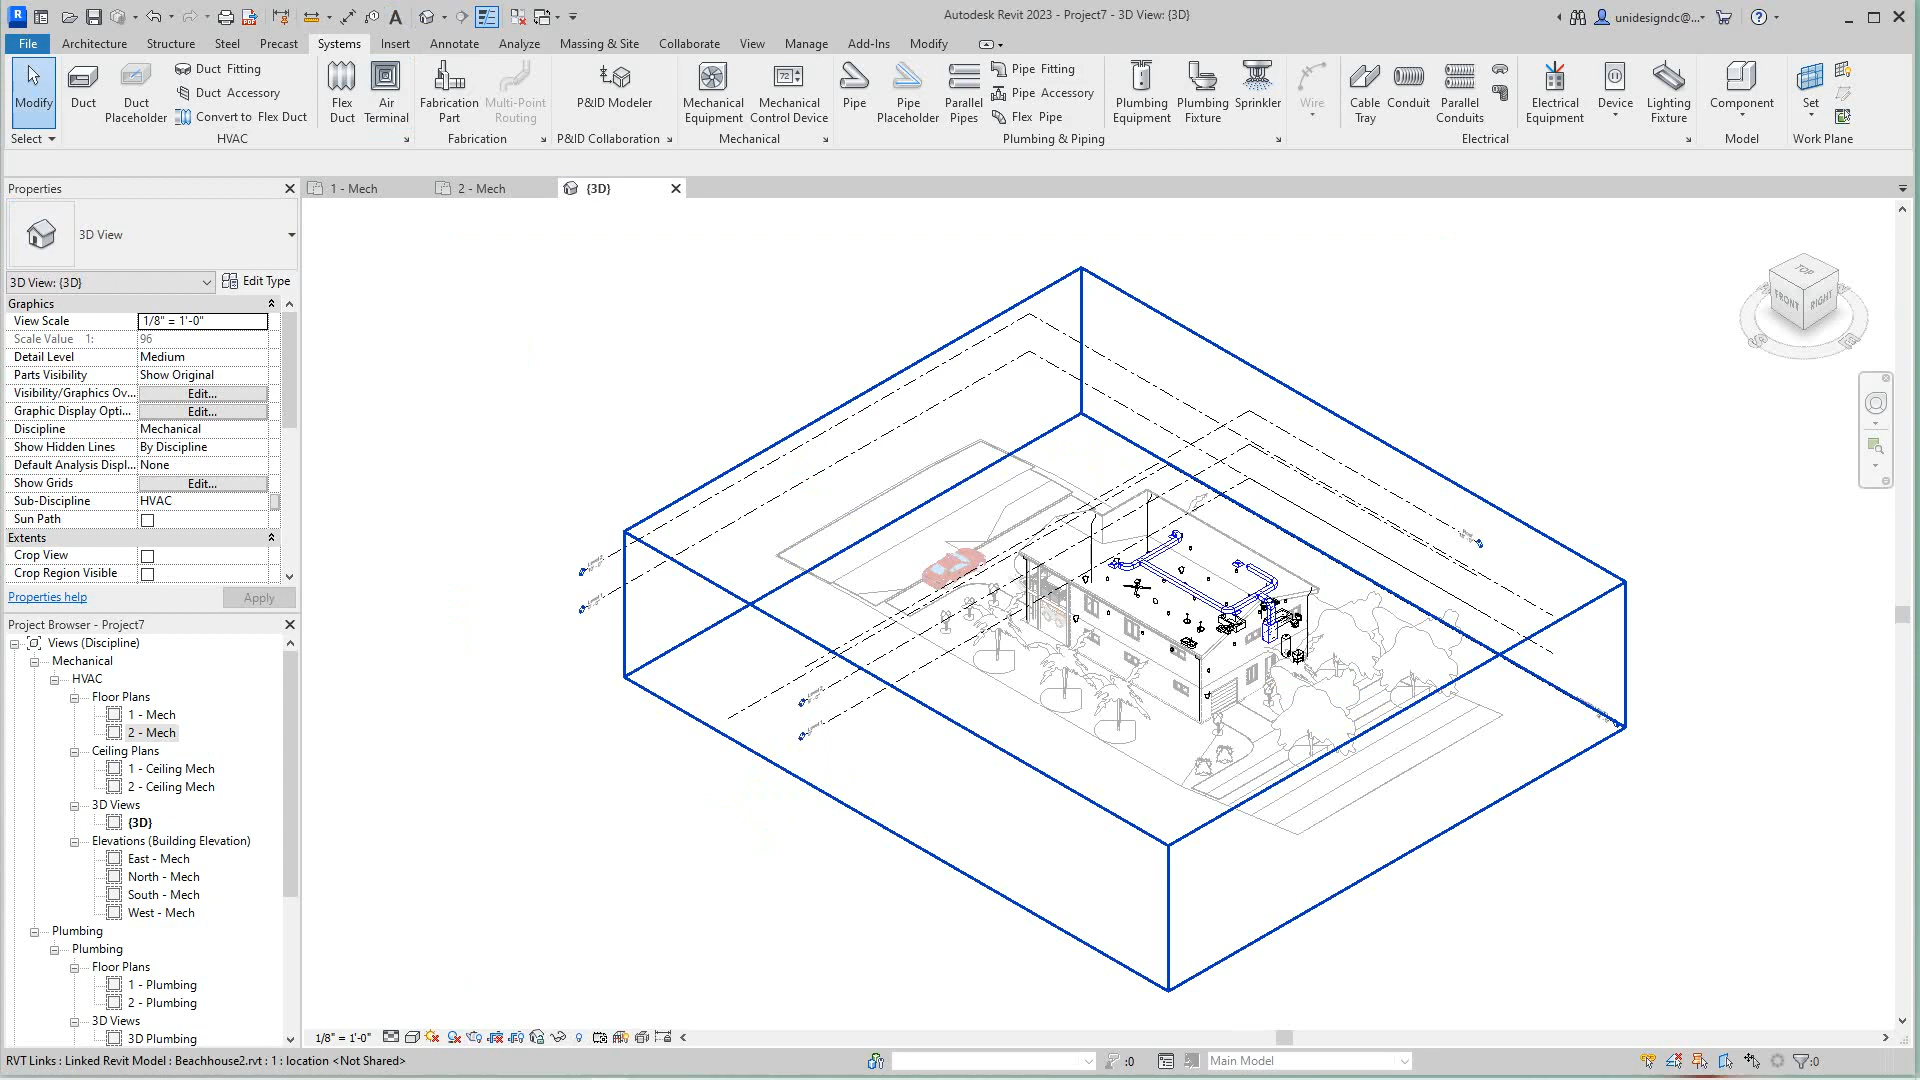 Autodesk Revit 2023 - Project7 - 3D View: {3D}
unidesigndc@...
File
Architecture
Structure
Steel
Precast
Systems
Insert
Annotate
Analyze
Massing & Site
Collaborate
View
Manage
Add-Ins
Modify
Modify
Select
Duct
Duct Placeholder
Duct Fitting
Duct Accessory
Convert to Flex Duct
HVAC
Flex Duct
Air Terminal
Fabrication Part
Multi-Point Routing
Fabrication
P&ID Modeler
P&ID Collaboration
Mechanical Equipment
Mechanical Control Device
Mechanical
Pipe
Pipe Placeholder
Parallel Pipes
Pipe Fitting
Pipe Accessory
Flex Pipe
Plumbing Equipment
Plumbing Fixture
Sprinkler
Plumbing & Piping
Wire
Cable Tray
Conduit
Parallel Conduits
Electrical Equipment
Device
Lighting Fixture
Electrical
Component
Model
Set
Work Plane
Properties
1 - Mech
2 - Mech
{3D}
3D View
3D View: {3D}
Edit Type
Graphics
View Scale 1/8" = 1'-0"
Scale Value 1: 96
Detail Level Medium
Parts Visibility Show Original
Visibility/Graphics Ov... Edit...
Graphic Display Opti... Edit...
Discipline Mechanical
Show Hidden Lines By Discipline
Default Analysis Displ... None
Show Grids Edit...
Sub-Discipline HVAC
Sun Path
Extents
Crop View
Crop Region Visible
Properties help
Apply
Project Browser - Project7
Views (Discipline)
Mechanical
HVAC
Floor Plans
1 - Mech
2 - Mech
Ceiling Plans
1 - Ceiling Mech
2 - Ceiling Mech
3D Views
{3D}
Elevations (Building Elevation)
East - Mech
North - Mech
South - Mech
West - Mech
Plumbing
Plumbing
Floor Plans
1 - Plumbing
2 - Plumbing
3D Views
3D Plumbing
TOP
FRONT
RIGHT
1/8" = 1'-0"
RVT Links : Linked Revit Model : Beachhouse2.rvt : 1 : location <Not Shared>
:0
Main Model
:0